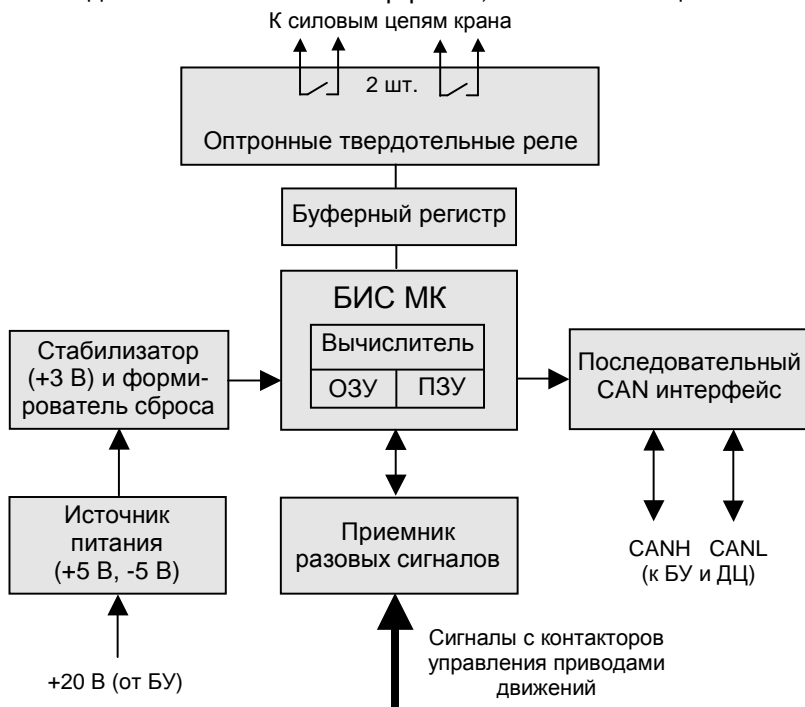 К силовым цепям крана
2 шт.
Оптронные твердотельные реле
Буферный регистр
БИС МК
Вычислитель
ОЗУ ПЗУ
Стабилизатор
(+3 В) и форми-
рователь сброса
Последовательный
CAN интерфейс
Источник
питания
(+5 В, -5 В)
Приемник
разовых сигналов
CANH CANL
(к БУ и ДЦ)
Сигналы с контакторов
управления приводами
движений
+20 В (от БУ)